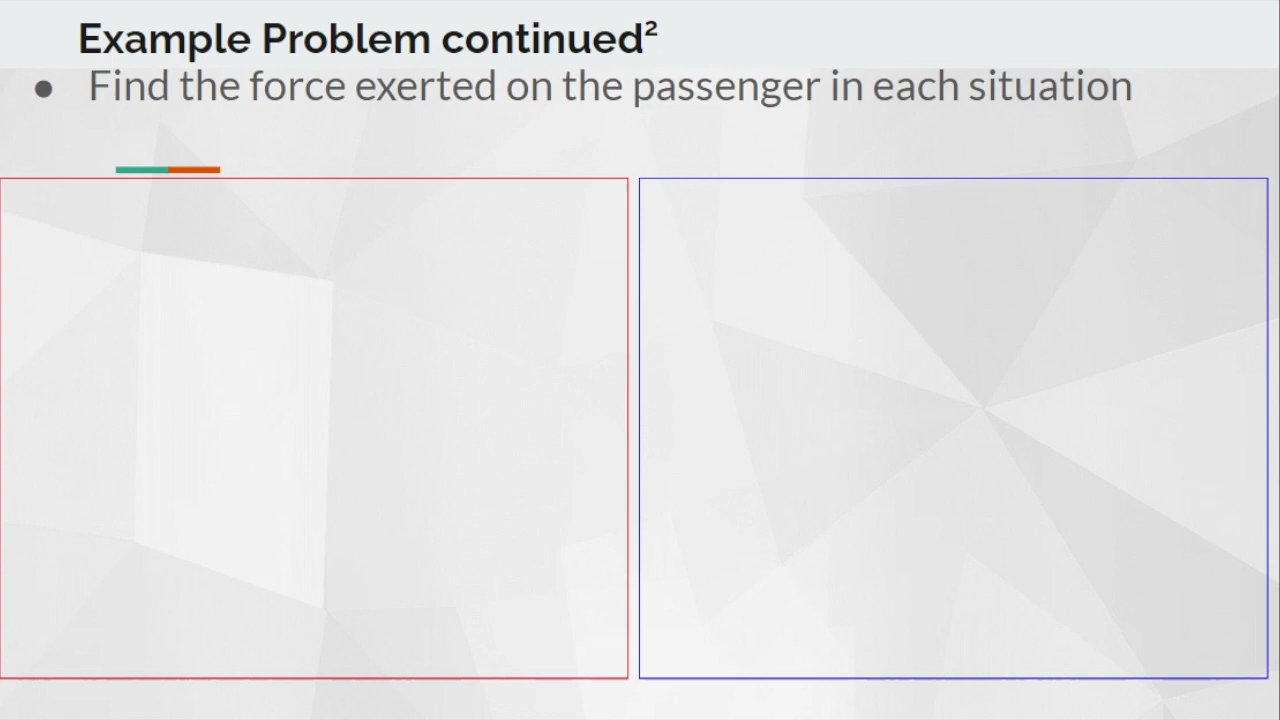 Example Problem continued²
● Find the force exerted on the passenger in each situation